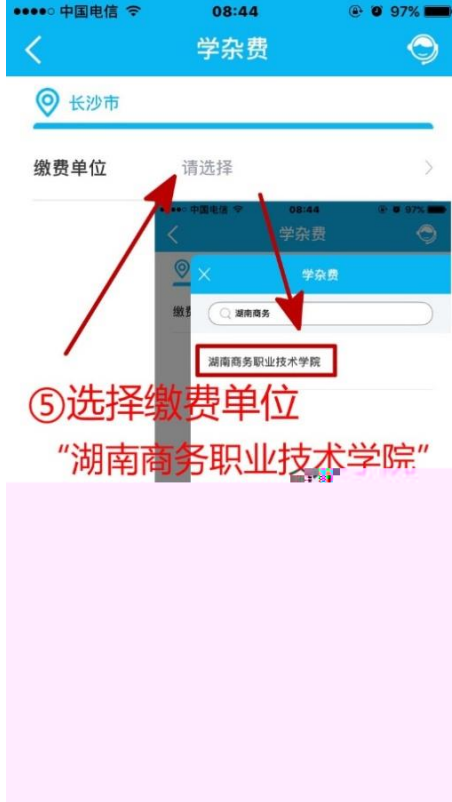 中国电信 08:44 97%
学杂费
长沙市
缴费单位 请选择
中国电信 08:44 97%
学杂费
缴费
学杂费
湖南商务
湖南商务职业技术学院
⑤选择缴费单位
“湖南商务职业技术学院”